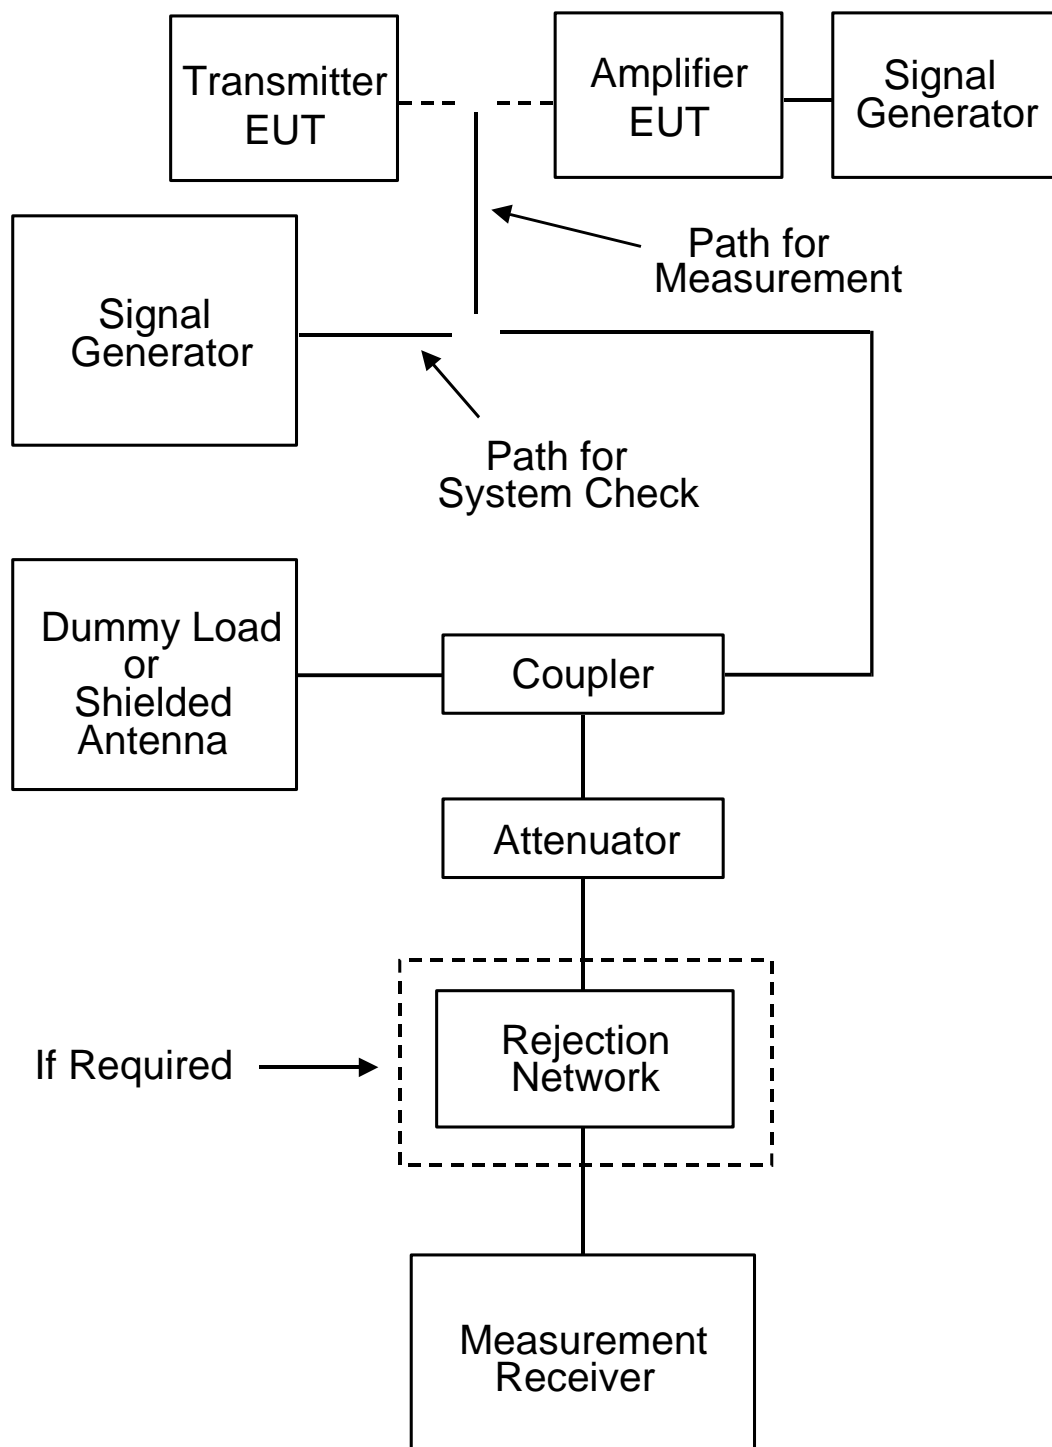 Transmitter
EUT
Amplifier
EUT
Signal
Generator
Path for
Measurement
Signal
Generator
Path for
System Check
Dummy Load
or
Shielded
Antenna
Coupler
Attenuator
Rejection
Network
If Required
Measurement
Receiver